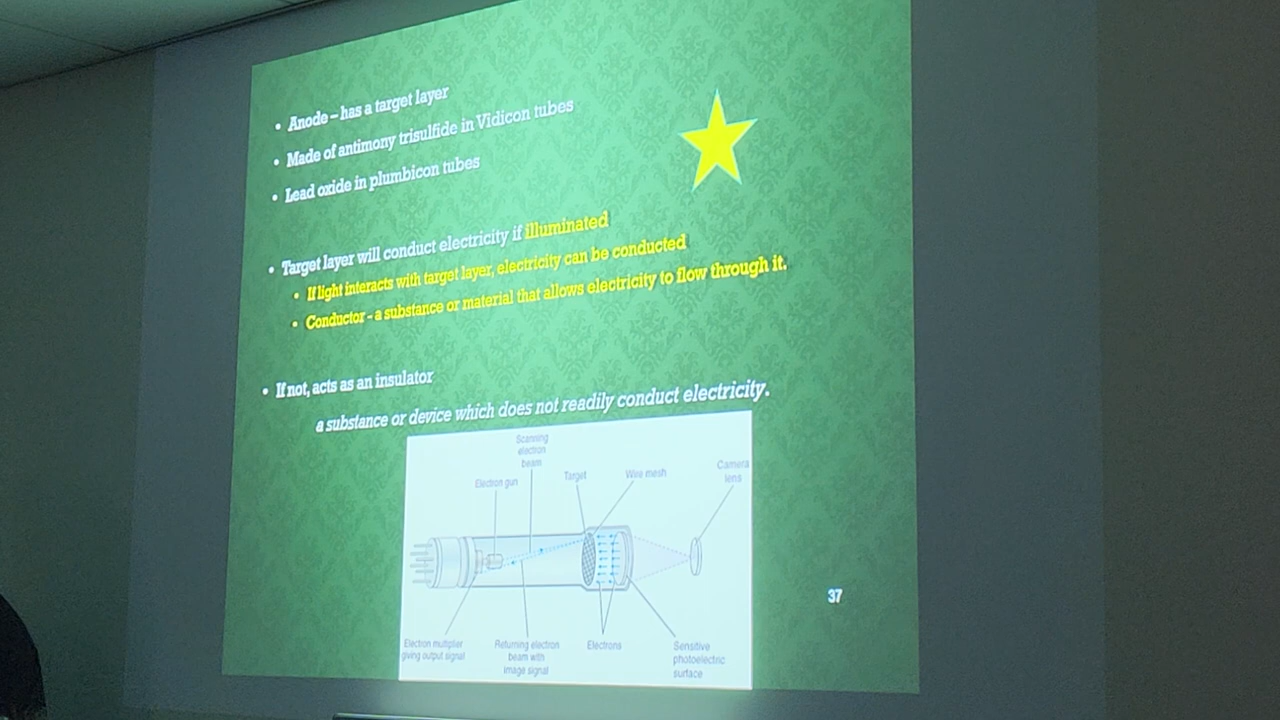 • Anode – has a target layer
• Made of antimony trisulfide in Vidicon tubes
• Lead oxide in plumbicon tubes
• Target layer will conduct electricity if illuminated
• If light interacts with target layer, electricity can be conducted
• Conductor - a substance or material that allows electricity to flow through it.
• If not, acts as an insulator
a substance or device which does not readily conduct electricity.
Scanning
electron
beam
Electron gun
Target
Wire mesh
Camera
lens
Electron multiplier
giving output signal
Returning electron
beam with
image signal
Electrons
Sensitive
photoelectric
surface
37